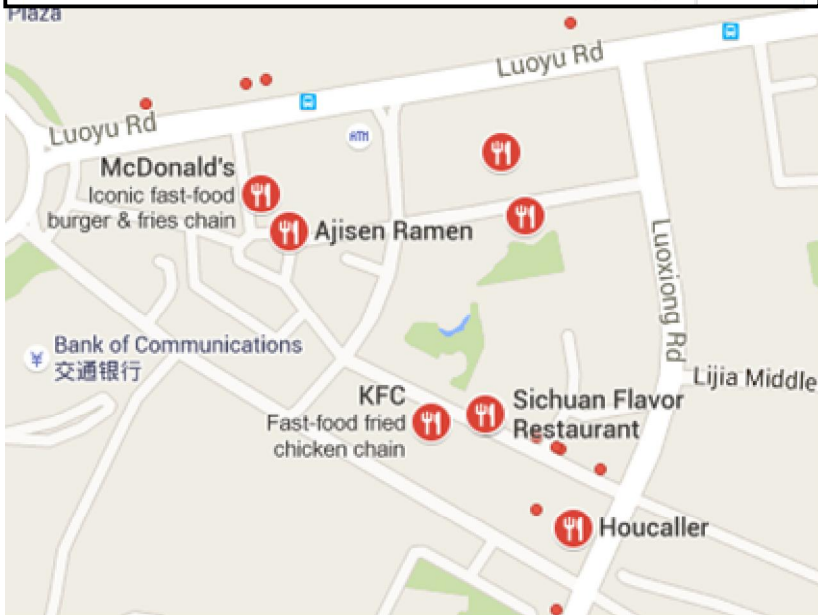 Plaza
Luoyu Rd
Luoyu Rd
ATM
McDonald's
Iconic fast-food
burger & fries chain
Ajisen Ramen
Luoxiong Rd
Bank of Communications
交通银行
¥
Lijia Middle
KFC
Fast-food fried
chicken chain
Sichuan Flavor
Restaurant
Houcaller